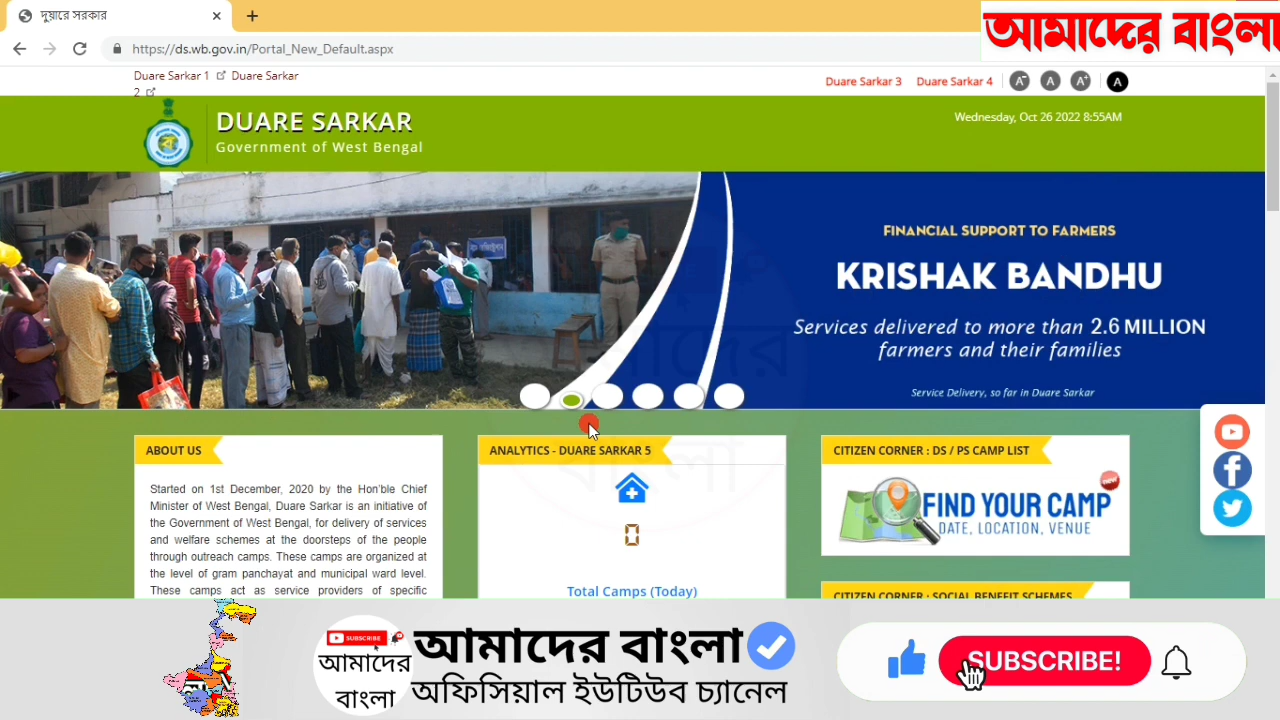 দুয়ারে সরকার
আমাদের বাংলা
https://ds.wb.gov.in/Portal_New_Default.aspx
Duare Sarkar 1 Duare Sarkar
2
Duare Sarkar 3 Duare Sarkar 4 A- A A+ A
DUARE SARKAR
Government of West Bengal
Wednesday, Oct 26 2022 8:55AM
FINANCIAL SUPPORT TO FARMERS
KRISHAK BANDHU
Services delivered to more than 2.6 MILLION
farmers and their families
Service Delivery, so far in Duare Sarkar
ABOUT US
Started on 1st December, 2020 by the Hon'ble Chief
Minister of West Bengal, Duare Sarkar is an initiative of
the Government of West Bengal, for delivery of services
and welfare schemes at the doorsteps of the people
through outreach camps. These camps are organized at
the level of gram panchayat and municipal ward level.
These camps act as service providers of specific
ANALYTICS - DUARE SARKAR 5
0
Total Camps (Today)
CITIZEN CORNER : DS / PS CAMP LIST
new
FIND YOUR CAMP
DATE, LOCATION, VENUE
CITIZEN CORNER : SOCIAL BENEFIT SCHEMES
SUBSCRIBE
আমাদের
বাংলা
আমাদের বাংলা
অফিসিয়াল ইউটিউব চ্যানেল
SUBSCRIBE!